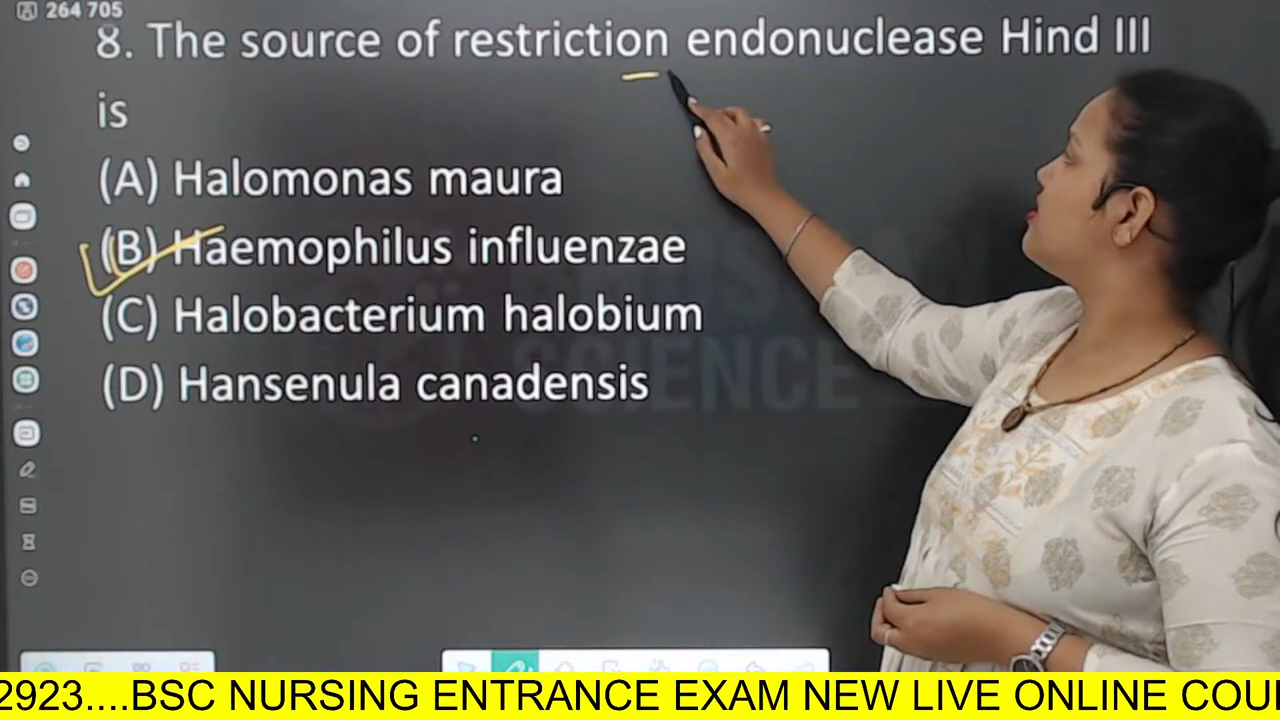 264 705
8. The source of restriction endonuclease Hind III
is
(A) Halomonas maura
(B) Haemophilus influenzae
(C) Halobacterium halobium
(D) Hansenula canadensis
SCIENCE
2923....BSC NURSING ENTRANCE EXAM NEW LIVE ONLINE COU